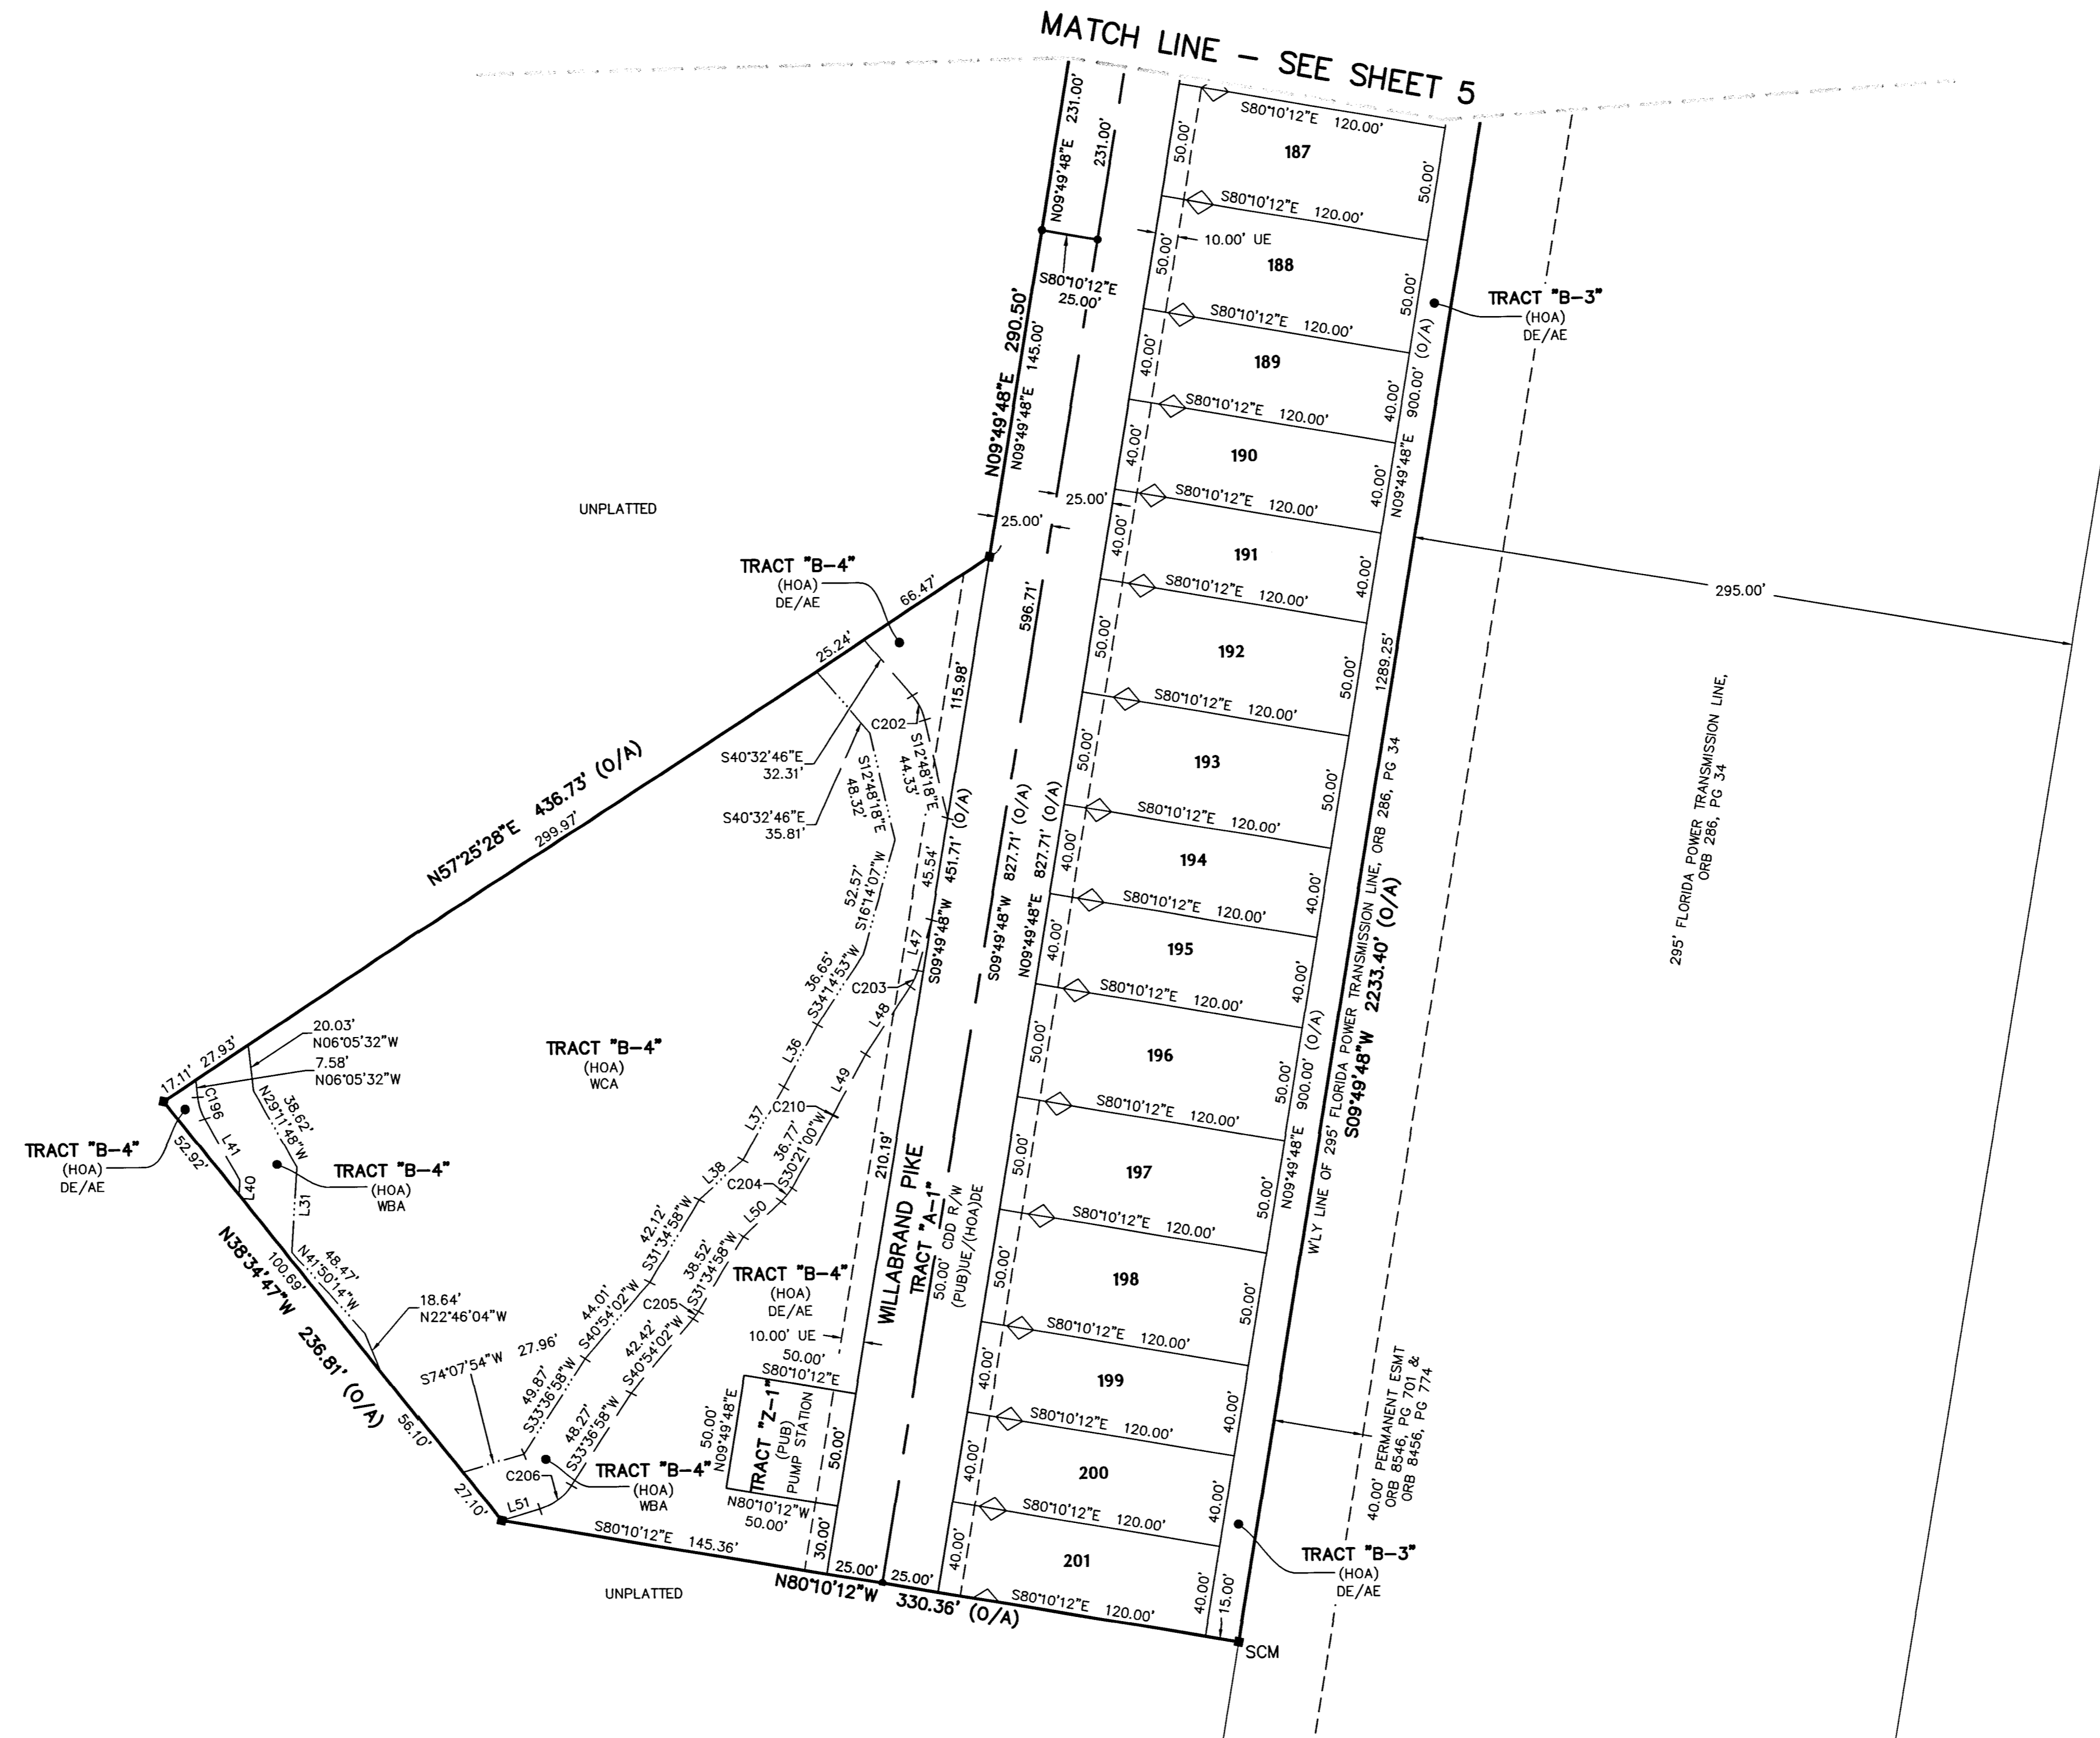 MATCH LINE – SEE SHEET 5
N09°49'48"E 231.00'
231.00'
S80°10'12"E 120.00'
50.00'
187
50.00'
S80°10'12"E 120.00'
10.00' UE
50.00'
188
50.00'
S80°10'12"E
25.00'
TRACT "B-3"
(HOA)
DE/AE
S80°10'12"E 120.00'
N09°49'48"E 290.50'
N09°49'48"E 145.00'
40.00'
189
40.00'
N09°49'48"E 900.00' (O/A)
S80°10'12"E 120.00'
40.00'
190
40.00'
S80°10'12"E 120.00'
25.00'
25.00'
UNPLATTED
40.00'
191
40.00'
S80°10'12"E 120.00'
295.00'
TRACT "B-4"
(HOA)
DE/AE
66.47'
25.24'
596.71'
50.00'
192
50.00'
1289.25'
S80°10'12"E 120.00'
115.98'
C202
S12°48'18"E
44.33'
S40°32'46"E
32.31'
S12°48'18"E
48.32'
S40°32'46"E
35.81'
50.00'
193
50.00'
S80°10'12"E 120.00'
295' FLORIDA POWER TRANSMISSION LINE,
ORB 286, PG 34
N57°25'28"E 436.73' (O/A)
299.97'
52.57'
S16°14'07"W
45.54'
S09°49'48"W 451.71' (O/A)
S09°49'48"W 827.71' (O/A)
N09°49'48"E 827.71' (O/A)
40.00'
194
40.00'
S80°10'12"E 120.00'
36.65'
S34°14'53"W
L47
C203
L48
40.00'
195
40.00'
S80°10'12"E 120.00'
W'LY LINE OF 295' FLORIDA POWER TRANSMISSION LINE, ORB 286, PG 34
S09°49'48"W 2233.40' (O/A)
N09°49'48"E 900.00' (O/A)
20.03'
N06°05'32"W
7.58'
N06°05'32"W
17.11'
27.93'
C196
38.62'
N29°11'48"W
TRACT "B-4"
(HOA)
WCA
L36
L49
L37
C210
50.00'
196
50.00'
S80°10'12"E 120.00'
TRACT "B-4"
(HOA)
DE/AE
52.92'
L41
L40
L31
TRACT "B-4"
(HOA)
WBA
36.77'
S30°21'00"W
C204
L38
L50
210.19'
50.00'
197
50.00'
S80°10'12"E 120.00'
WILLABRAND PIKE
TRACT "A-1"
50.00' CDD R/W
(PUB)UE/(HOA)DE
N38°34'47"W 236.81' (O/A)
100.69'
48.47'
N41°50'14"W
42.12'
S31°34'58"W
38.52'
S31°34'58"W
C205
TRACT "B-4"
(HOA)
DE/AE
50.00'
198
50.00'
S80°10'12"E 120.00'
44.01'
S40°54'02"W
42.42'
S40°54'02"W
18.64'
N22°46'04"W
10.00' UE
50.00'
S80°10'12"E
S74°07'54"W 27.96'
49.87'
S33°36'58"W
48.27'
S33°36'58"W
56.10'
40.00'
199
40.00'
S80°10'12"E 120.00'
40.00' PERMANENT ESMT
ORB 8546, PG 701 &
ORB 8456, PG 774
50.00'
N09°49'48"E
TRACT "Z-1"
(PUB)
PUMP STATION
50.00'
TRACT "B-4"
(HOA)
WBA
C206
L51
27.10'
N80°10'12"W
50.00'
40.00'
200
40.00'
S80°10'12"E 120.00'
S80°10'12"E 145.36'
30.00'
25.00'
25.00'
40.00'
201
40.00'
15.00'
TRACT "B-3"
(HOA)
DE/AE
UNPLATTED
N80°10'12"W 330.36' (O/A)
S80°10'12"E 120.00'
SCM